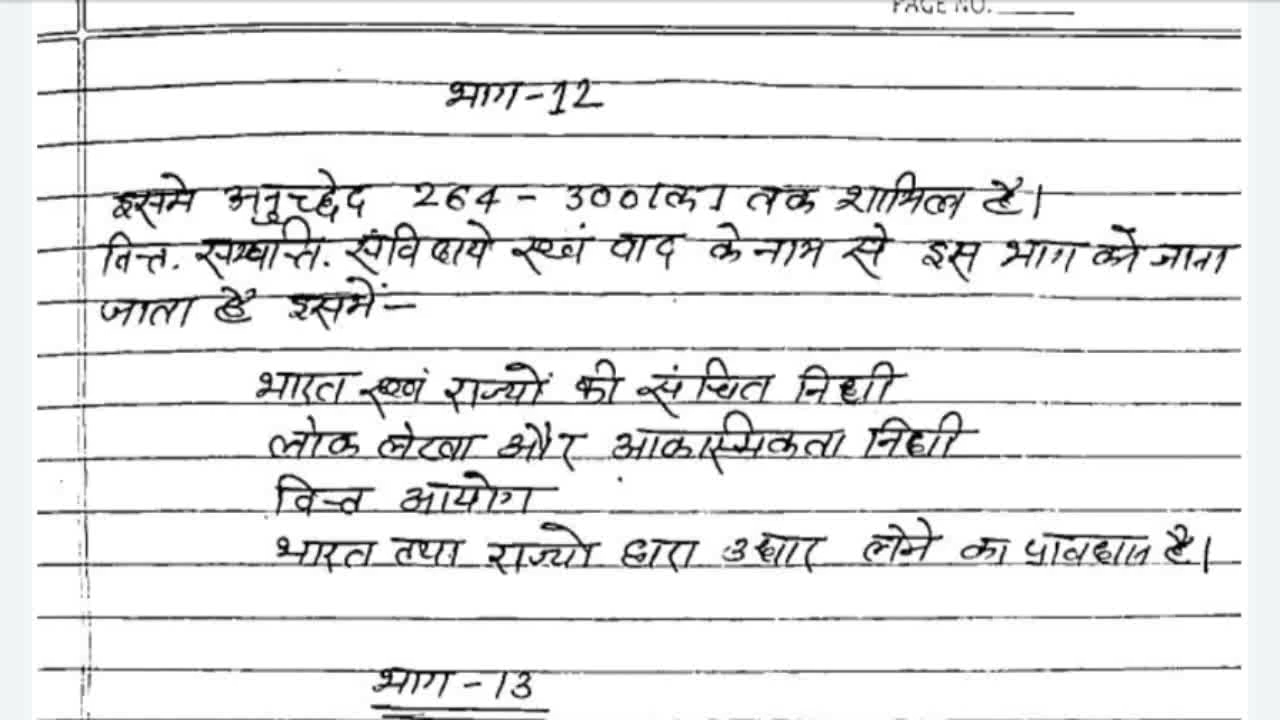 PAGE NO.
भाग-12
इसमे अनुच्छेद 264 - 300(क) तक शामिल है।
वित्त. सम्पत्ति. संविदाये एवं वाद के नाम से इस भाग को जाना
जाता है इसमें-
भारत एवं राज्यों की संचित निधी
लोक लेखा और आकास्मिकता निधी
वित्त आयोग
भारत तथा राज्यो द्वारा उधार लेने का प्रावधान है।
भाग-13